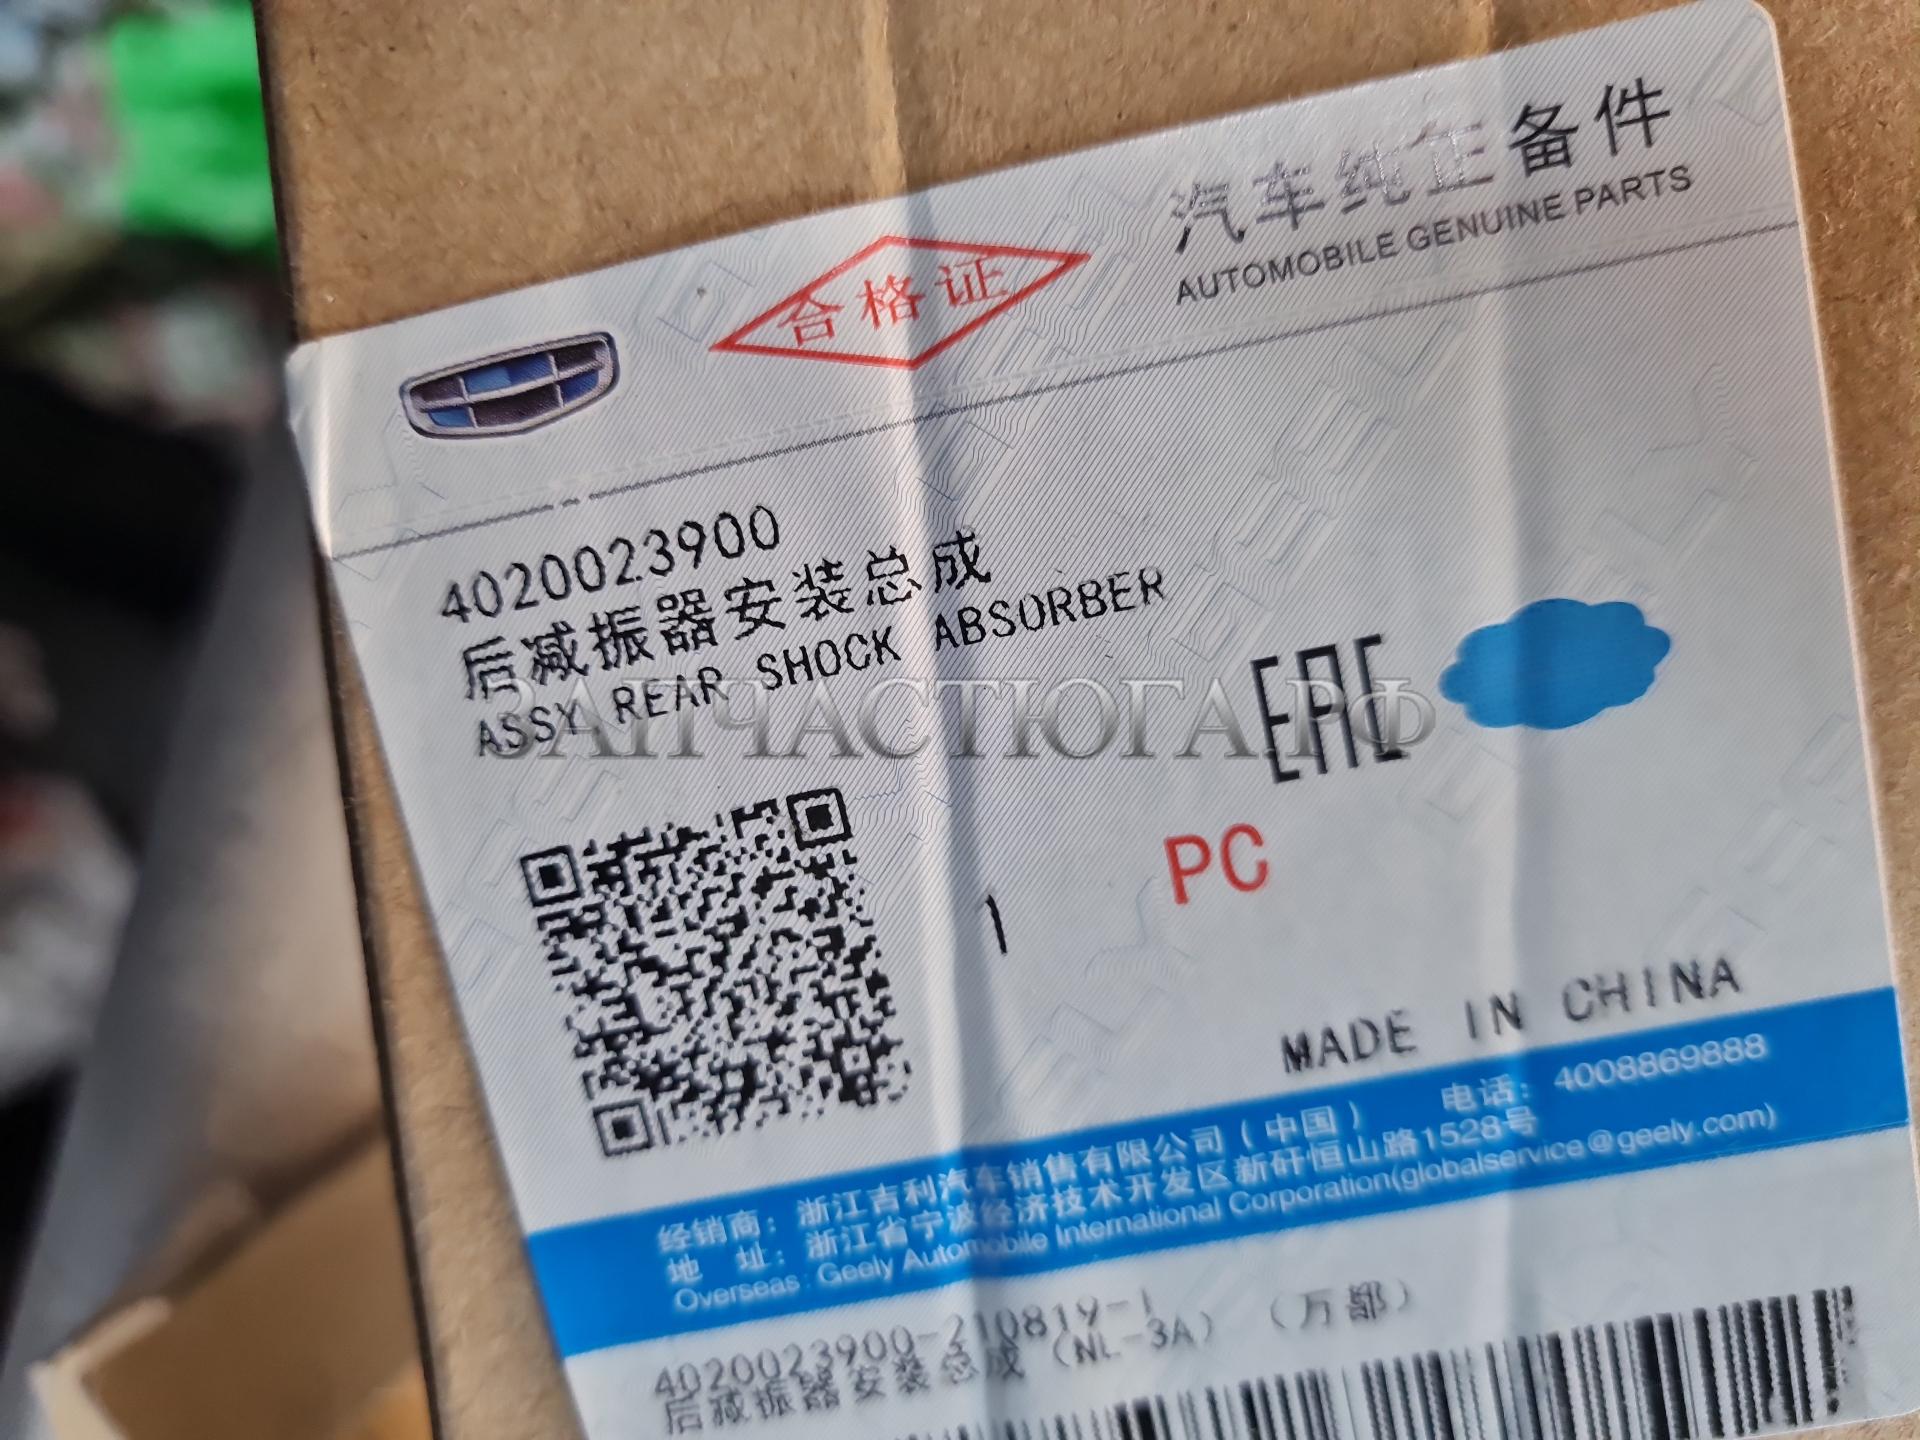 汽车纯正备件
AUTOMOBILE GENUINE PARTS
合格证
4020023900
后减振器安装总成
ASSY REAR SHOCK ABSORBER
ЗАПЧАСТЮГА.РФ
EAC
1
PC
MADE IN CHINA
经销商：浙江吉利汽车销售有限公司（中国） 电话：4008869888
地 址：浙江省宁波经济技术开发区新矸恒山路1528号
Overseas: Geely Automobile International Corporation(globalservice@geely.com)
4020023900-210819-1
后减振器安装总成（NL-3A）（万都）